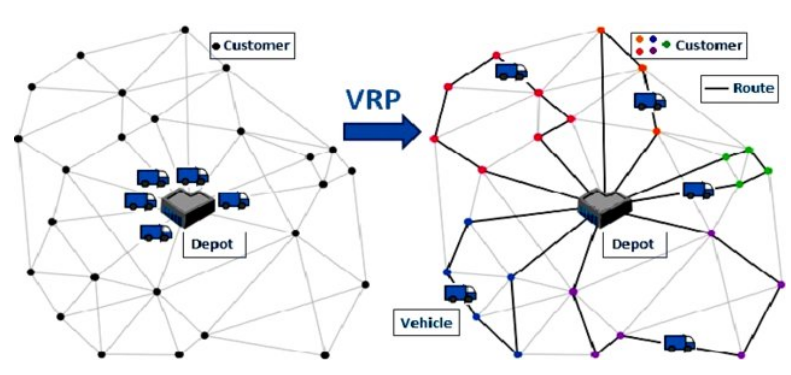 Customer
Depot
VRP
Customer
Route
Depot
Vehicle